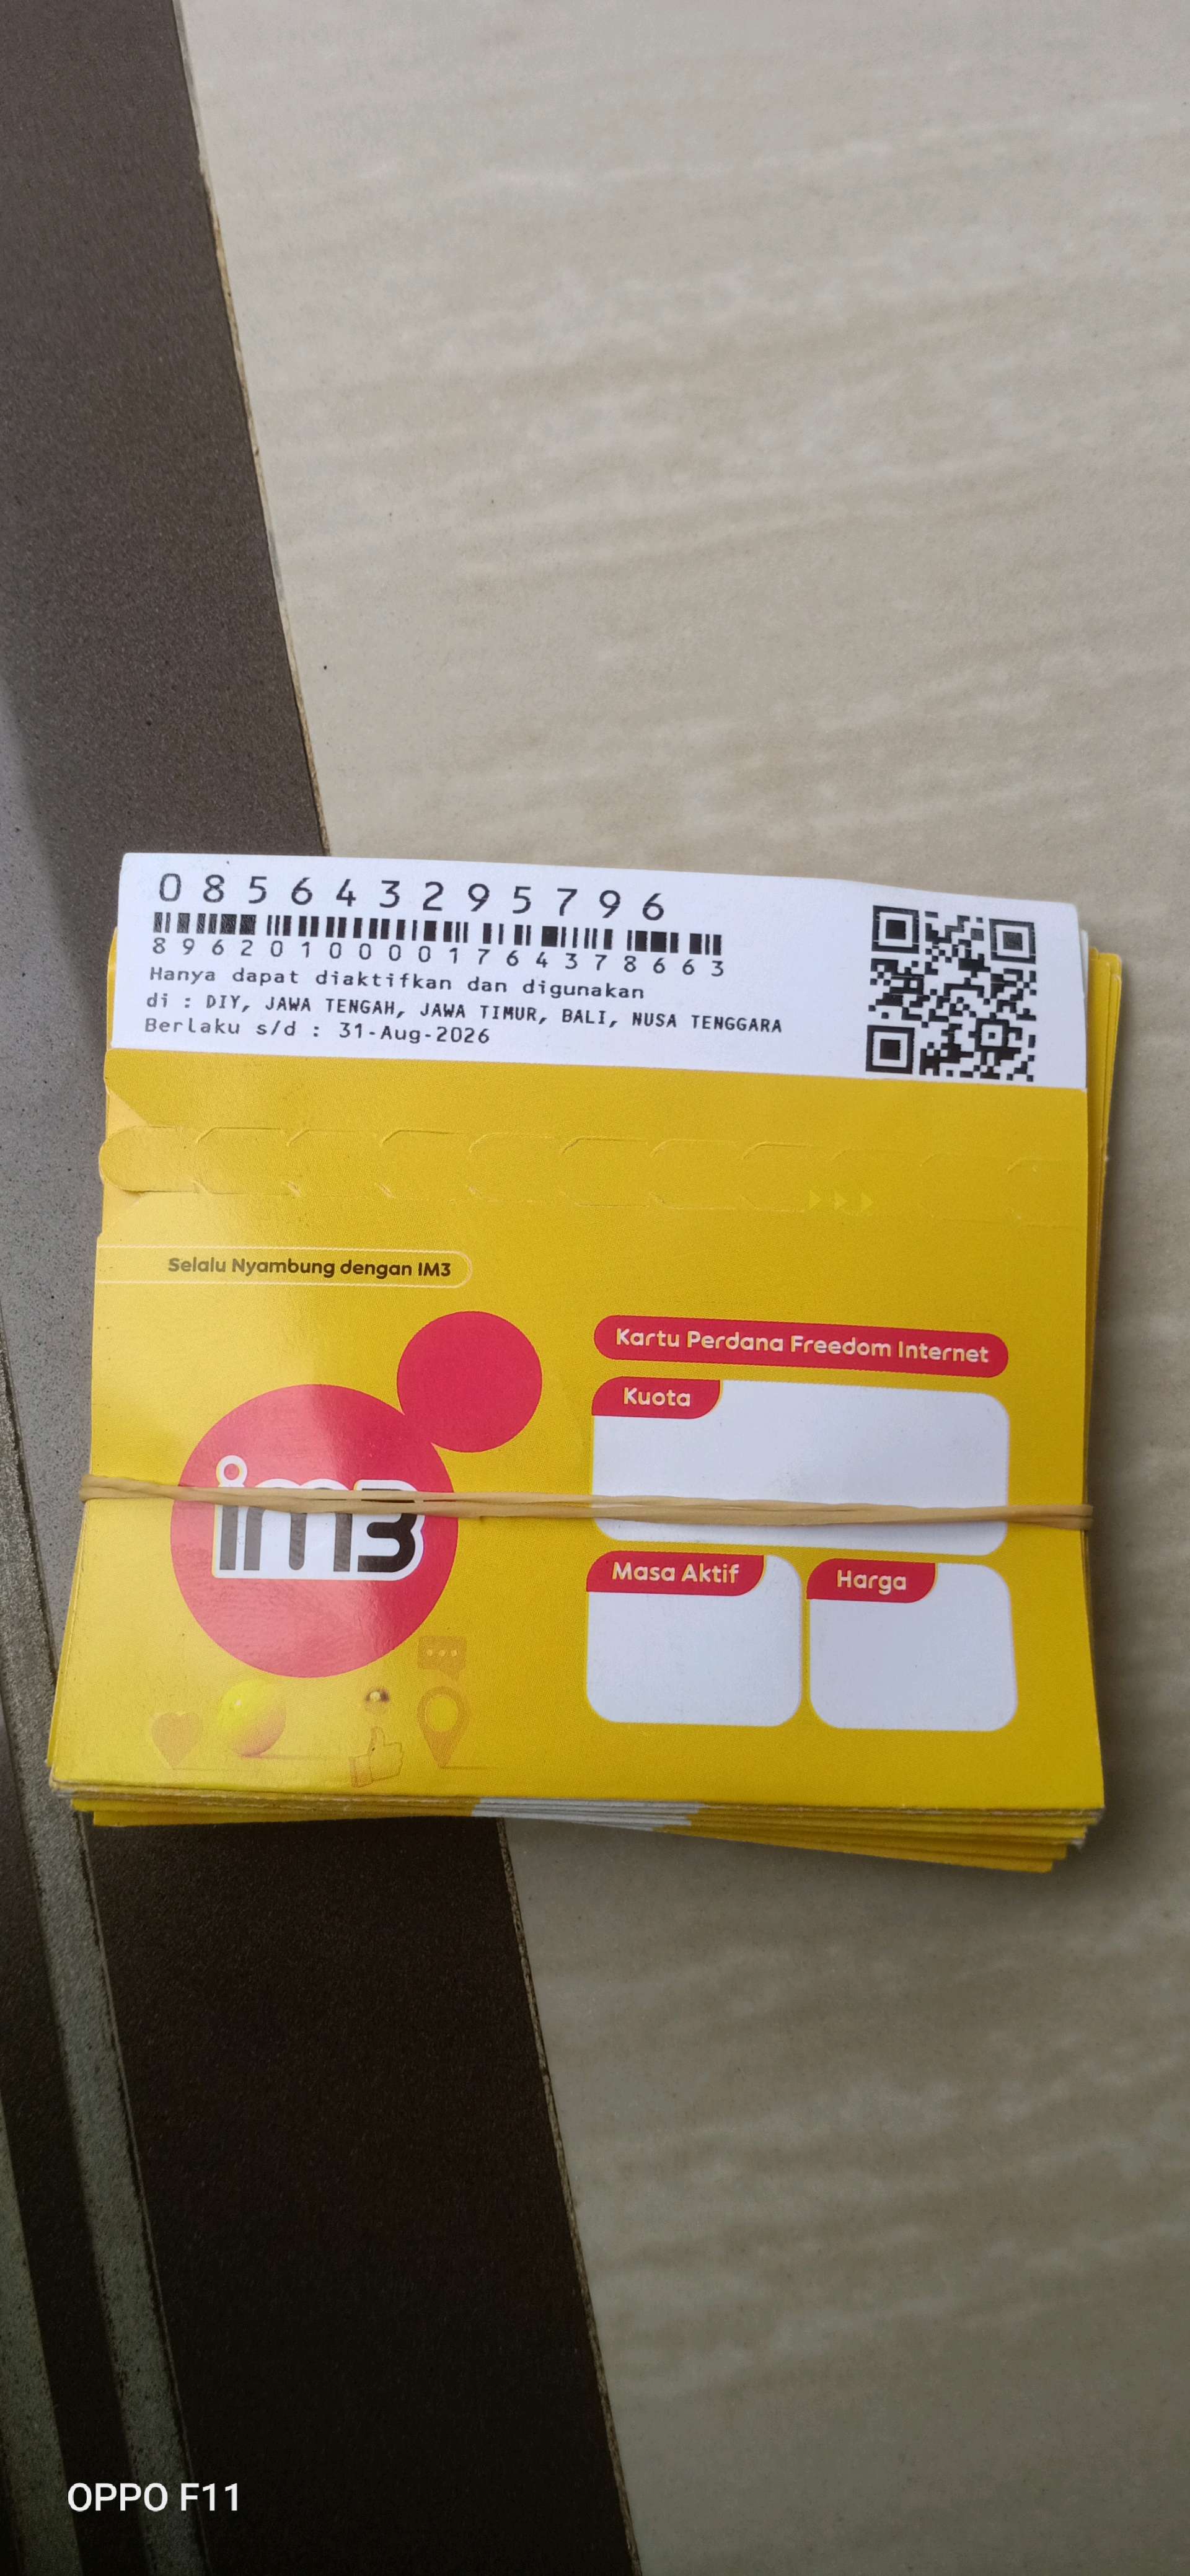 085643295796
89620100001764378663
Hanya dapat diaktifkan dan digunakan
di : DIY, JAWA TENGAH, JAWA TIMUR, BALI, NUSA TENGGARA
Berlaku s/d : 31-Aug-2026
Selalu Nyambung dengan IM3
Kartu Perdana Freedom Internet
Kuota
im3
Masa Aktif
Harga
OPPO F11